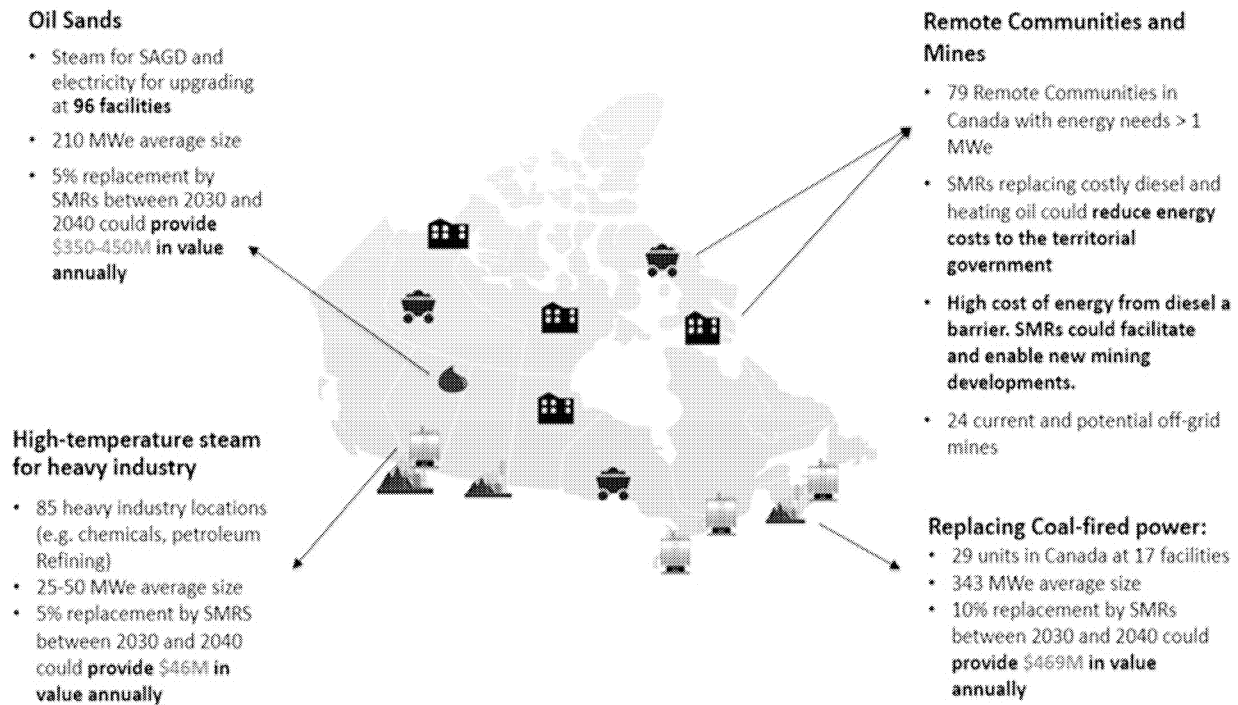 Oil Sands
• Steam for SAGD and
electricity for upgrading
at 96 facilities
• 210 MWe average size
• 5% replacement by
SMRs between 2030 and
2040 could provide
$350-450M in value
annually
High-temperature steam
for heavy industry
• 85 heavy industry locations
(e.g. chemicals, petroleum
Refining)
• 25-50 MWe average size
• 5% replacement by SMRS
between 2030 and 2040
could provide $46M in
value annually
Remote Communities and
Mines
• 79 Remote Communities in
Canada with energy needs > 1
MWe
• SMRs replacing costly diesel and
heating oil could reduce energy
costs to the territorial
government
• High cost of energy from diesel a
barrier. SMRs could facilitate
and enable new mining
developments.
• 24 current and potential off-grid
mines
Replacing Coal-fired power:
• 29 units in Canada at 17 facilities
• 343 MWe average size
• 10% replacement by SMRs
between 2030 and 2040 could
provide $469M in value
annually